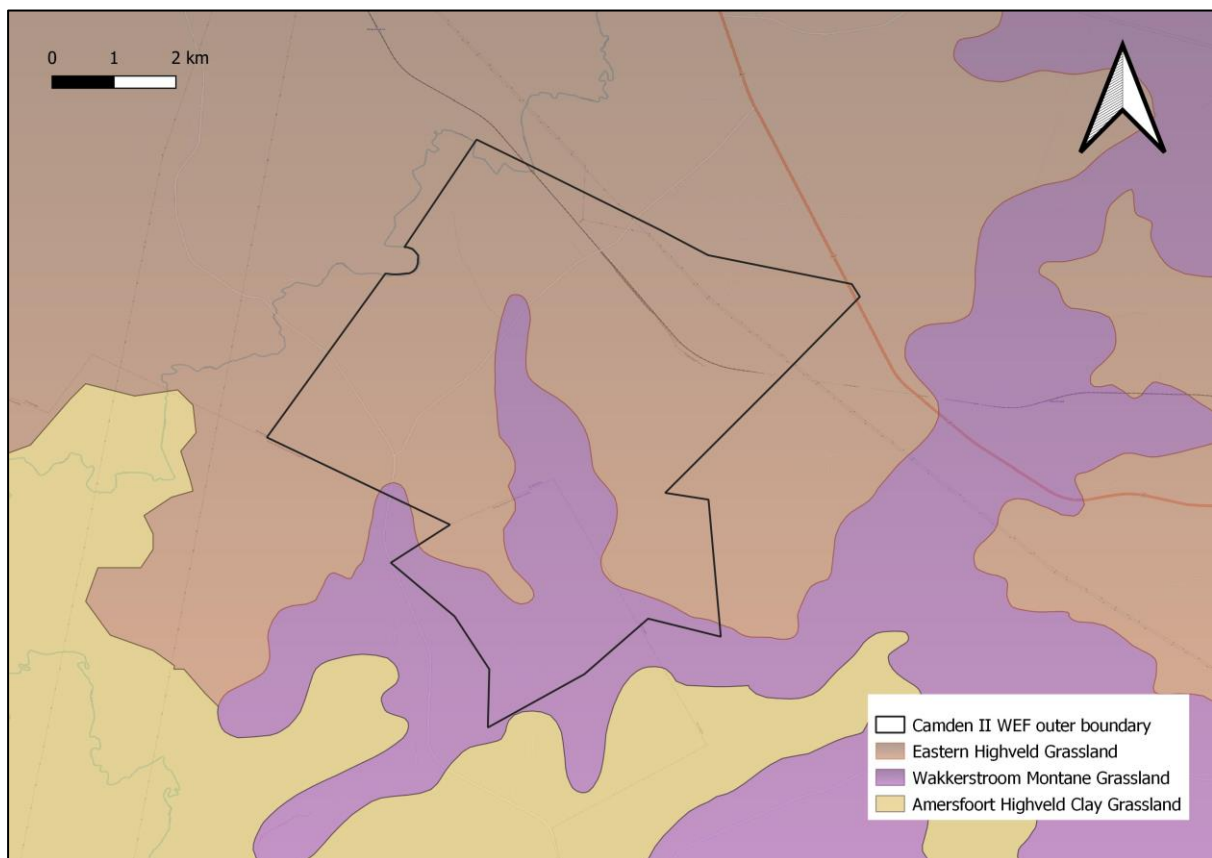 0 1 2 km
Camden II WEF outer boundary
Eastern Highveld Grassland
Wakkerstroom Montane Grassland
Amersfoort Highveld Clay Grassland